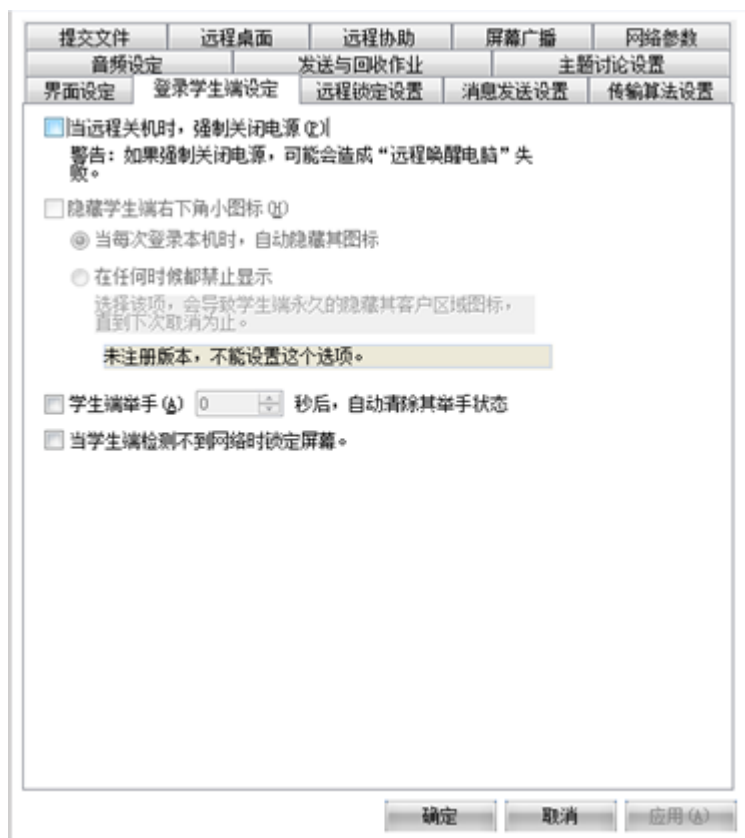 提交文件 远程桌面 远程协助 屏幕广播 网络参数
音频设定 发送与回收作业 主题讨论设置
界面设定 登录学生端设定 远程锁定设置 消息发送设置 传输算法设置
当远程关机时，强制关闭电源(P)
警告：如果强制关闭电源，可能会造成“远程唤醒电脑”失
败。
隐藏学生端右下角小图标(H)
当每次登录本机时，自动隐藏其图标
在任何时候都禁止显示
选择该项，会导致学生端永久的隐藏其客户区域图标，
直到下次取消为止。
未注册版本，不能设置这个选项。
学生端举手(A) 0 秒后，自动清除其举手状态
当学生端检测不到网络时锁定屏幕。
确定 取消 应用(A)